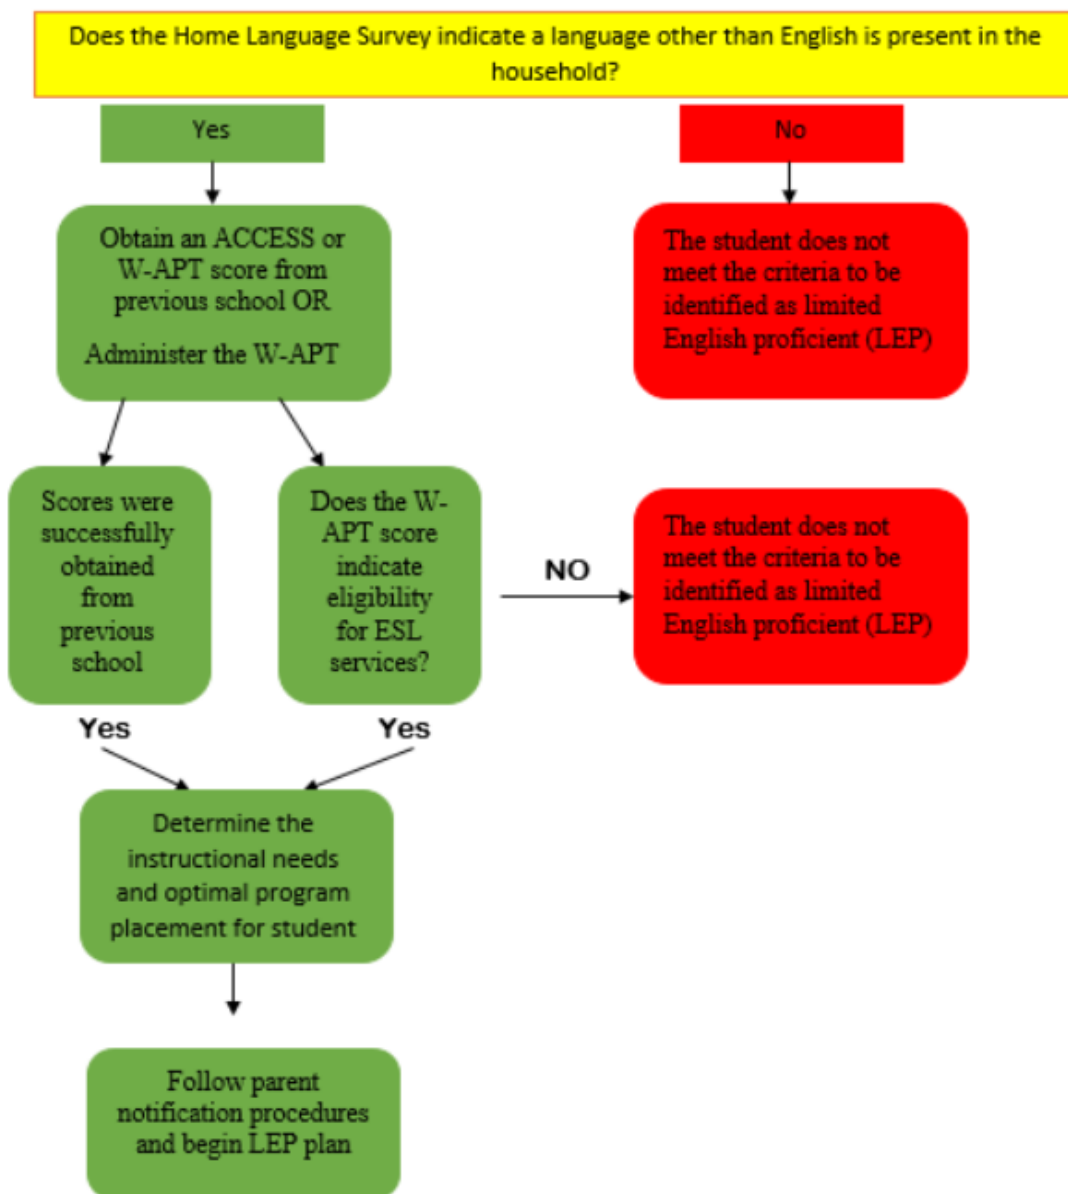 Does the Home Language Survey indicate a language other than English is present in the
household?
Yes
No
Obtain an ACCESS or
W-APT score from
previous school OR
Administer the W-APT
The student does not
meet the criteria to be
identified as limited
English proficient (LEP)
Scores were
successfully
obtained
from
previous
school
Does the W-
APT score
indicate
eligibility
for ESL
services?
NO
The student does not
meet the criteria to be
identified as limited
English proficient (LEP)
Yes
Yes
Determine the
instructional needs
and optimal program
placement for student
Follow parent
notification procedures
and begin LEP plan